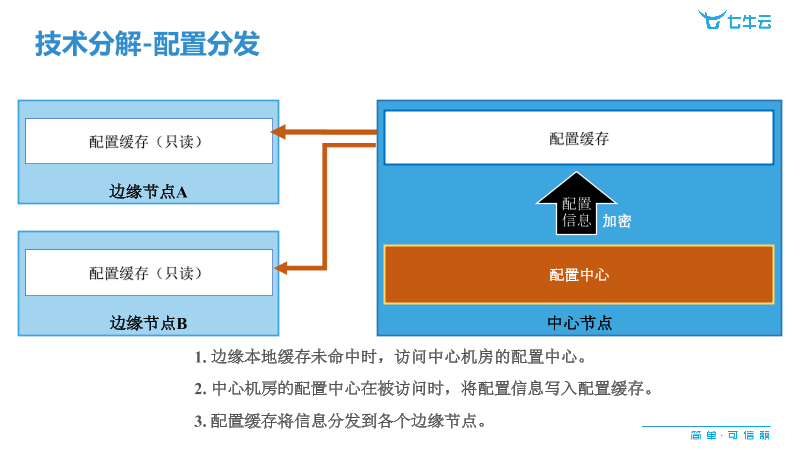 七牛云
技术分解-配置分发
配置缓存（只读）
边缘节点A
配置缓存（只读）
边缘节点B
配置缓存
配置
信息
加密
配置中心
中心节点
1. 边缘本地缓存未命中时，访问中心机房的配置中心。
2. 中心机房的配置中心在被访问时，将配置信息写入配置缓存。
3. 配置缓存将信息分发到各个边缘节点。
简单·可信赖